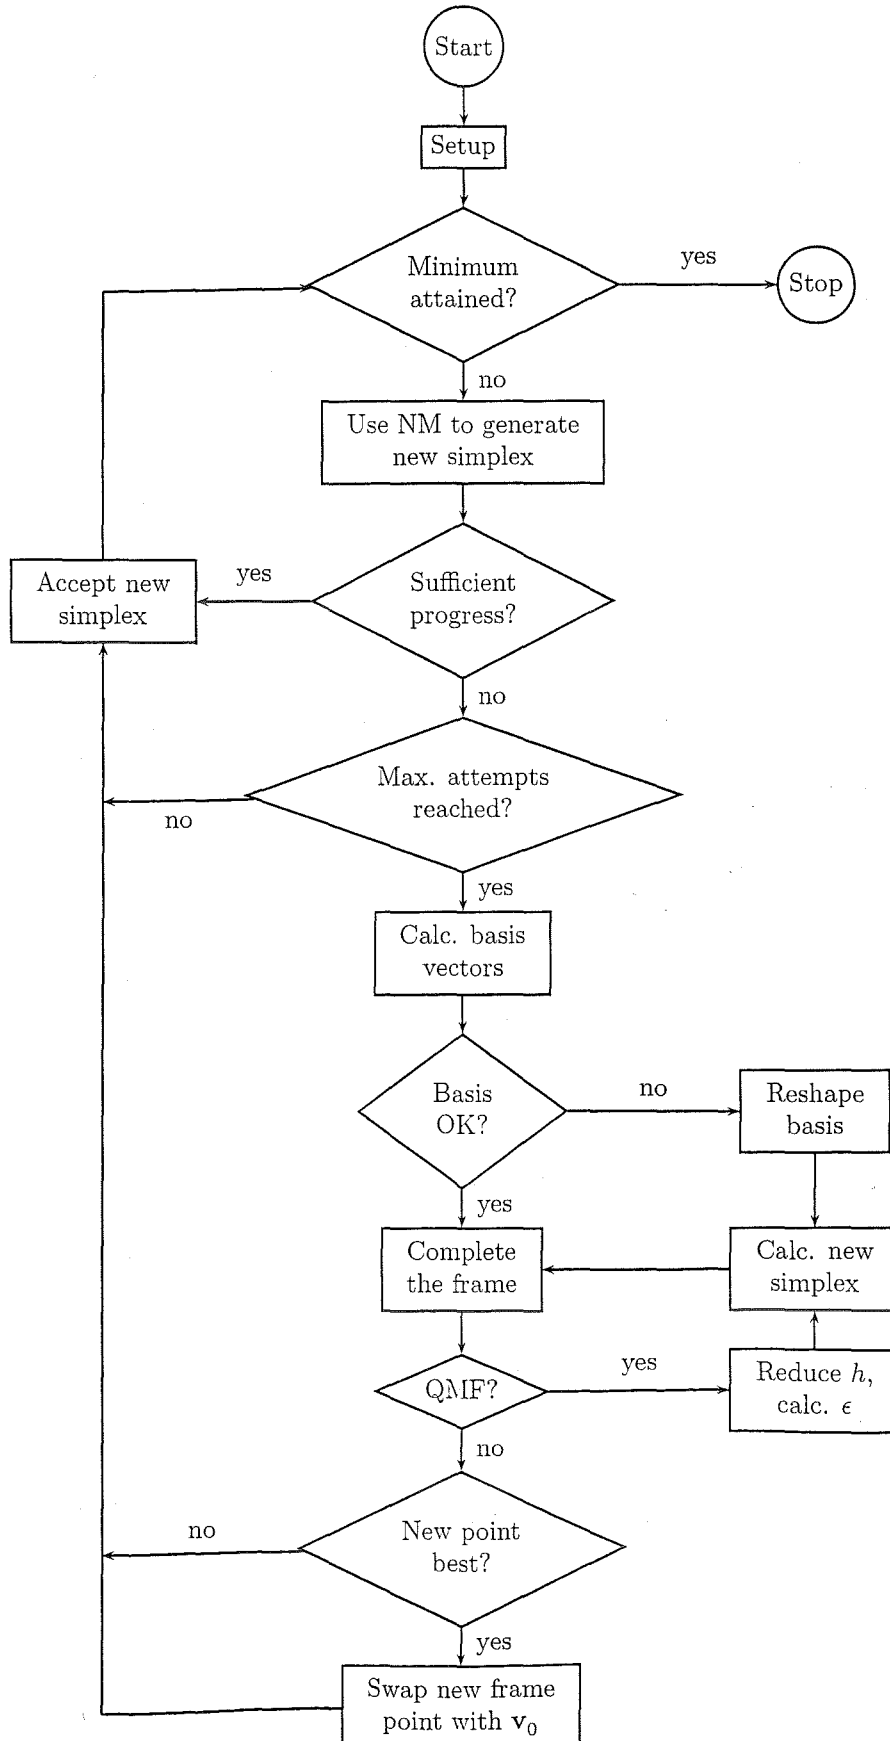 Start
Setup
Minimum
attained?
yes
Stop
no
Use NM to generate
new simplex
Accept new
simplex
yes
Sufficient
progress?
no
Max. attempts
reached?
no
yes
Calc. basis
vectors
Basis
OK?
no
Reshape
basis
yes
Complete
the frame
Calc. new
simplex
QMF?
yes
Reduce h,
calc. ϵ
no
New point
best?
no
yes
Swap new frame
point with v₀